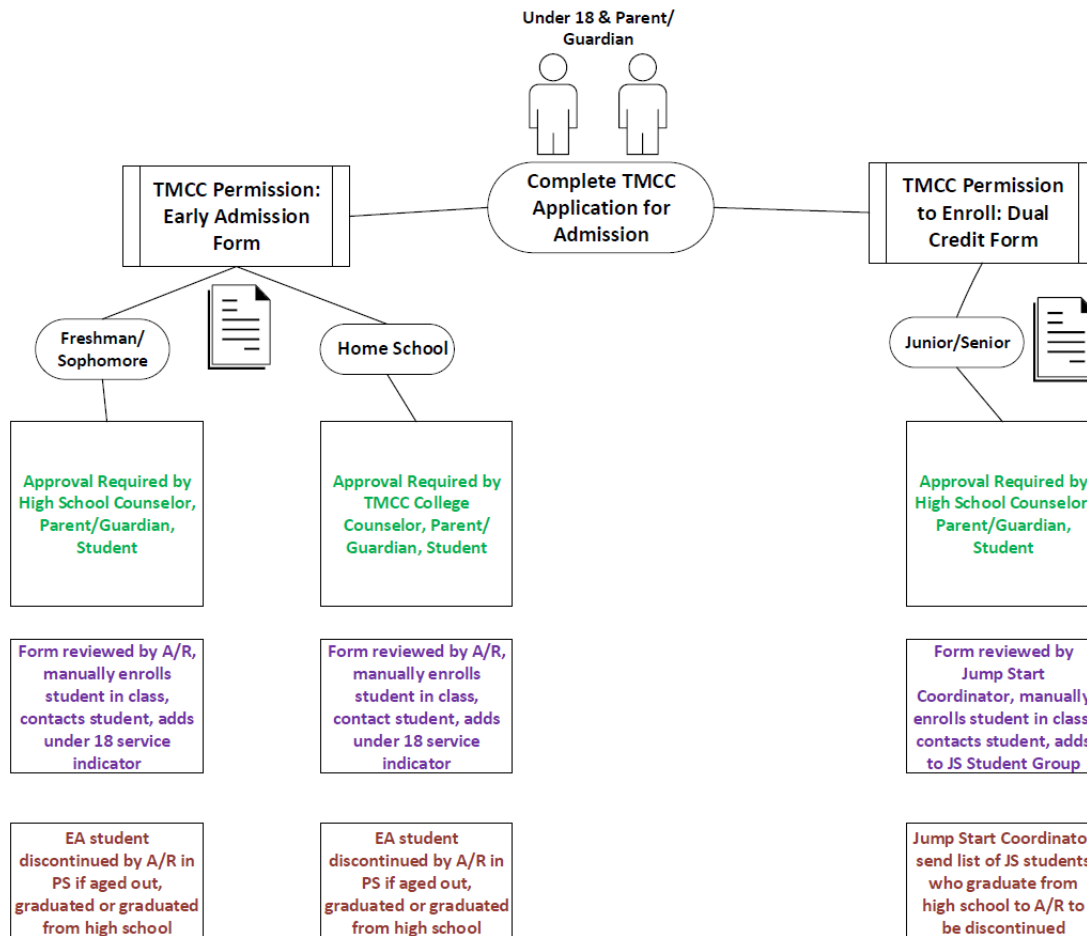 Under 18 & Parent/
Guardian
Complete TMCC
Application for
Admission
TMCC Permission:
Early Admission
Form
TMCC Permission
to Enroll: Dual
Credit Form
Freshman/
Sophomore
Home School
Junior/Senior
Approval Required by
High School Counselor,
Parent/Guardian,
Student
Approval Required by
TMCC College
Counselor, Parent/
Guardian, Student
Approval Required by
High School Counselor
Parent/Guardian,
Student
Form reviewed by A/R,
manually enrolls
student in class,
contacts student, adds
under 18 service
indicator
Form reviewed by A/R,
manually enrolls
student in class,
contact student, adds
under 18 service
indicator
Form reviewed by
Jump Start
Coordinator, manually
enrolls student in class
contacts student, adds
to JS Student Group
EA student
discontinued by A/R in
PS if aged out,
graduated or graduated
from high school
EA student
discontinued by A/R in
PS if aged out,
graduated or graduated
from high school
Jump Start Coordinator
send list of JS students
who graduate from
high school to A/R to
be discontinued